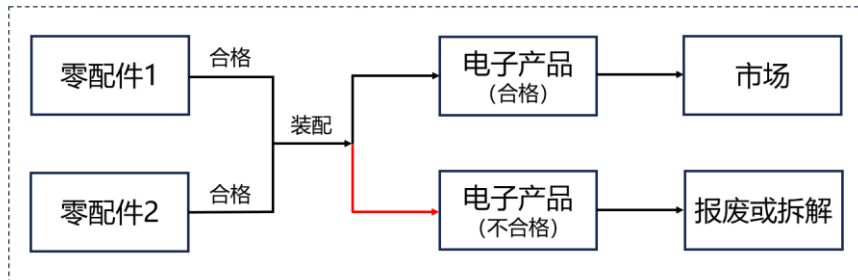 零配件1
合格
装配
零配件2
合格
电子产品
（合格）
市场
电子产品
（不合格）
报废或拆解